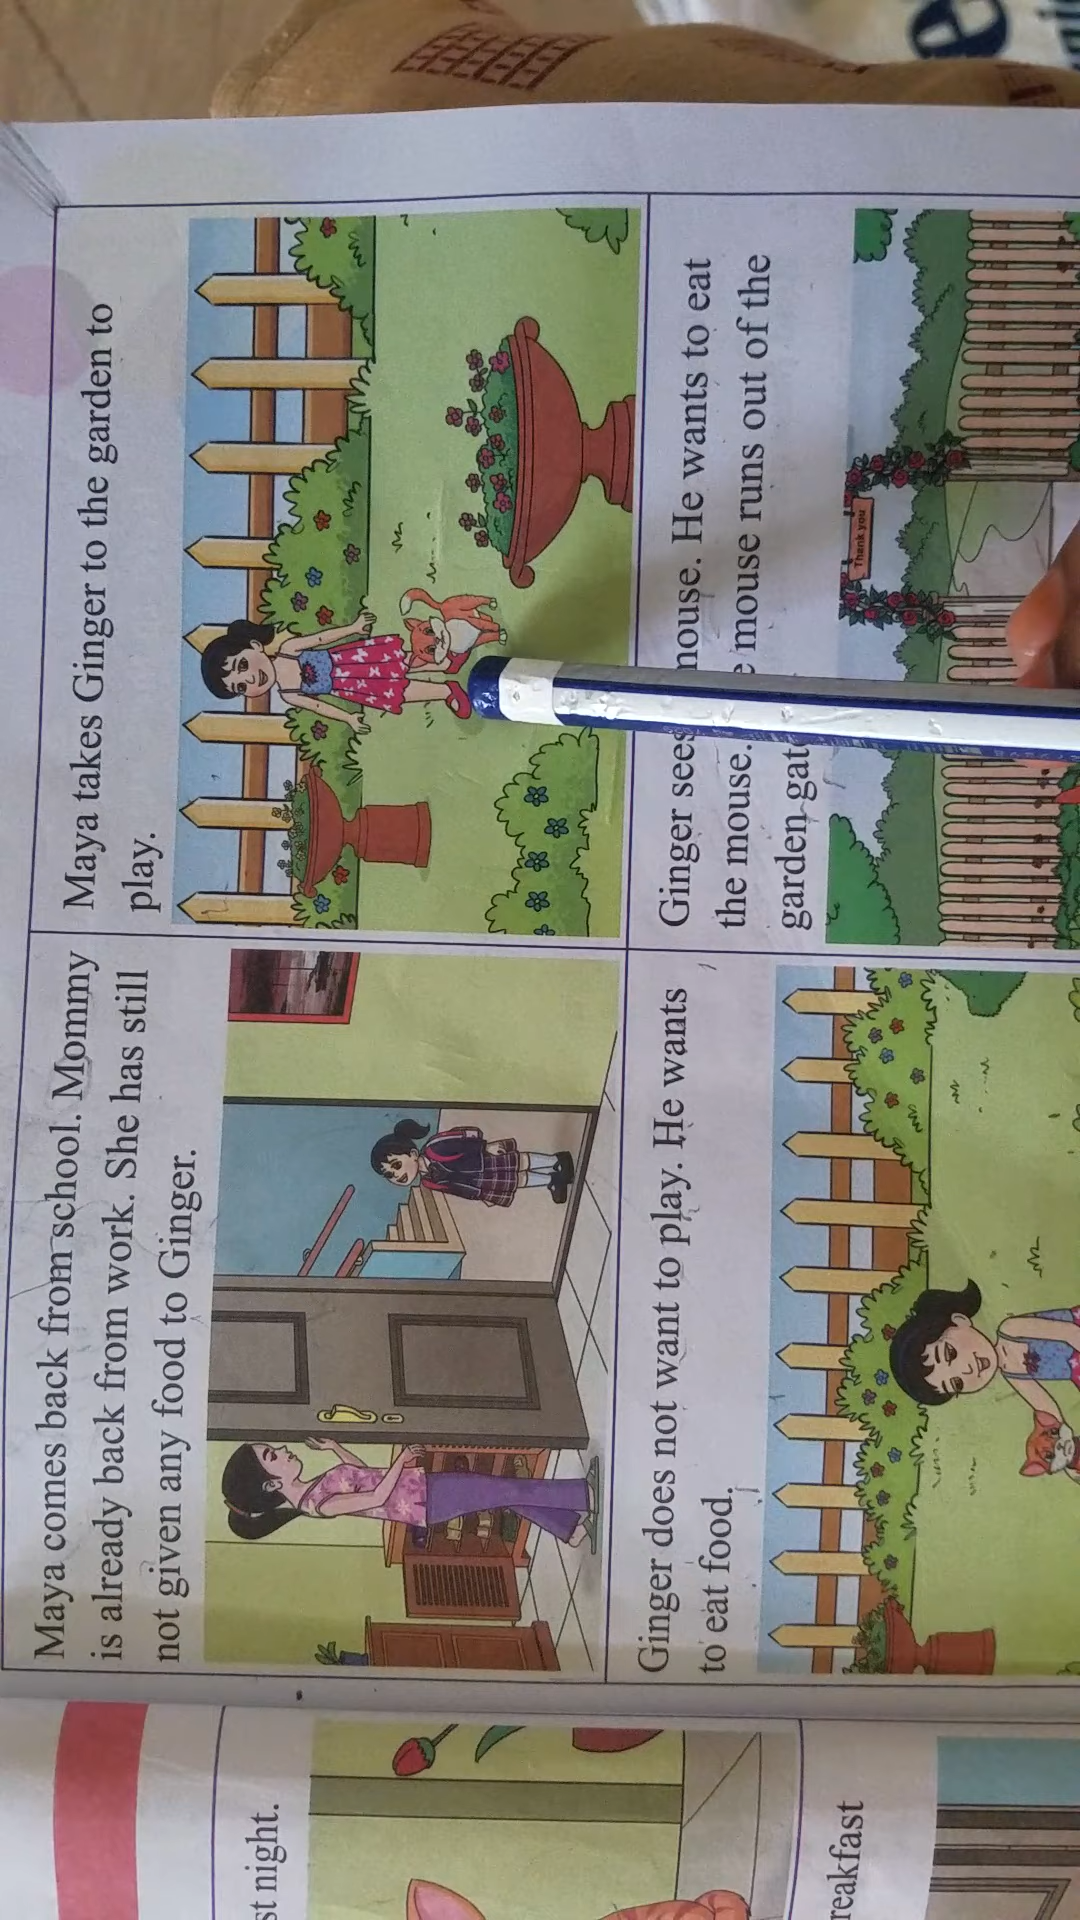 Maya comes back from school. Mommy
is already back from work. She has still
not given any food to Ginger.
Maya takes Ginger to the garden to
play.
Ginger does not want to play. He wants
to eat food.
Ginger sees mouse. He wants to eat
the mouse. mouse runs out of the
garden
Thank you
night.